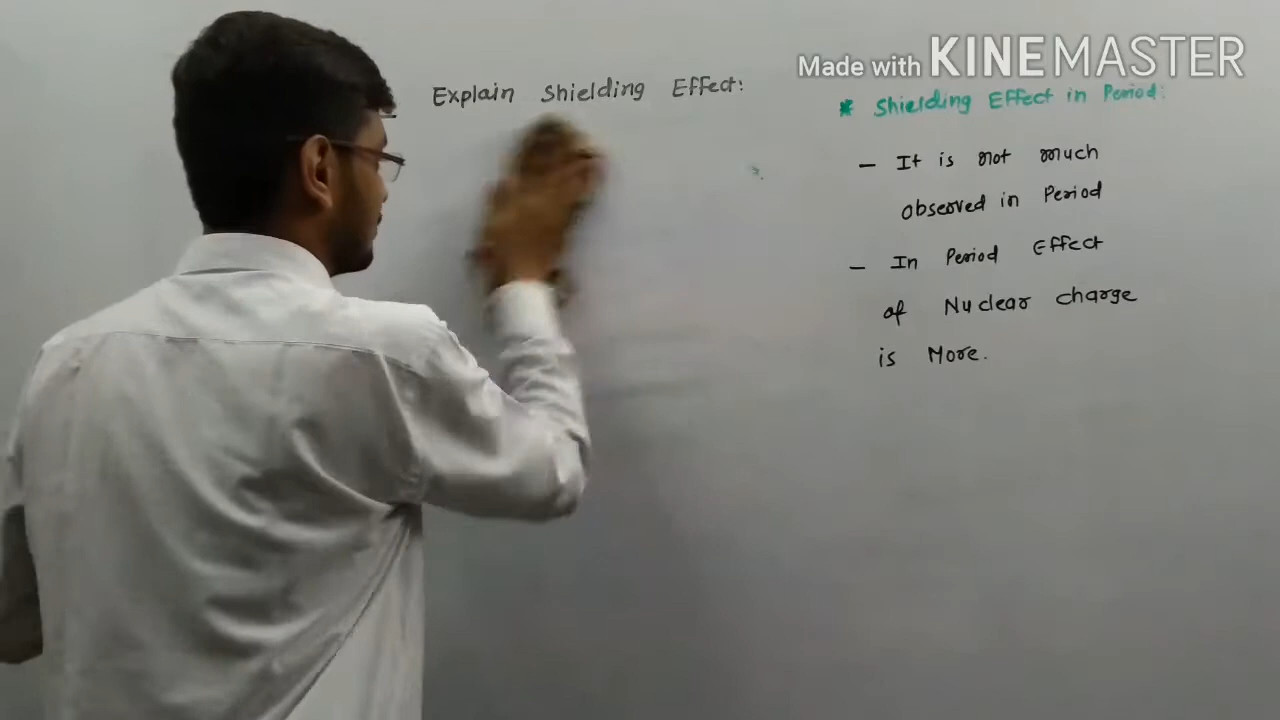 Made with KINEMASTER
Explain Shielding Effect:
* Shielding Effect in Period:
- It is not much
observed in Period
- In Period Effect
of Nuclear charge
is More.